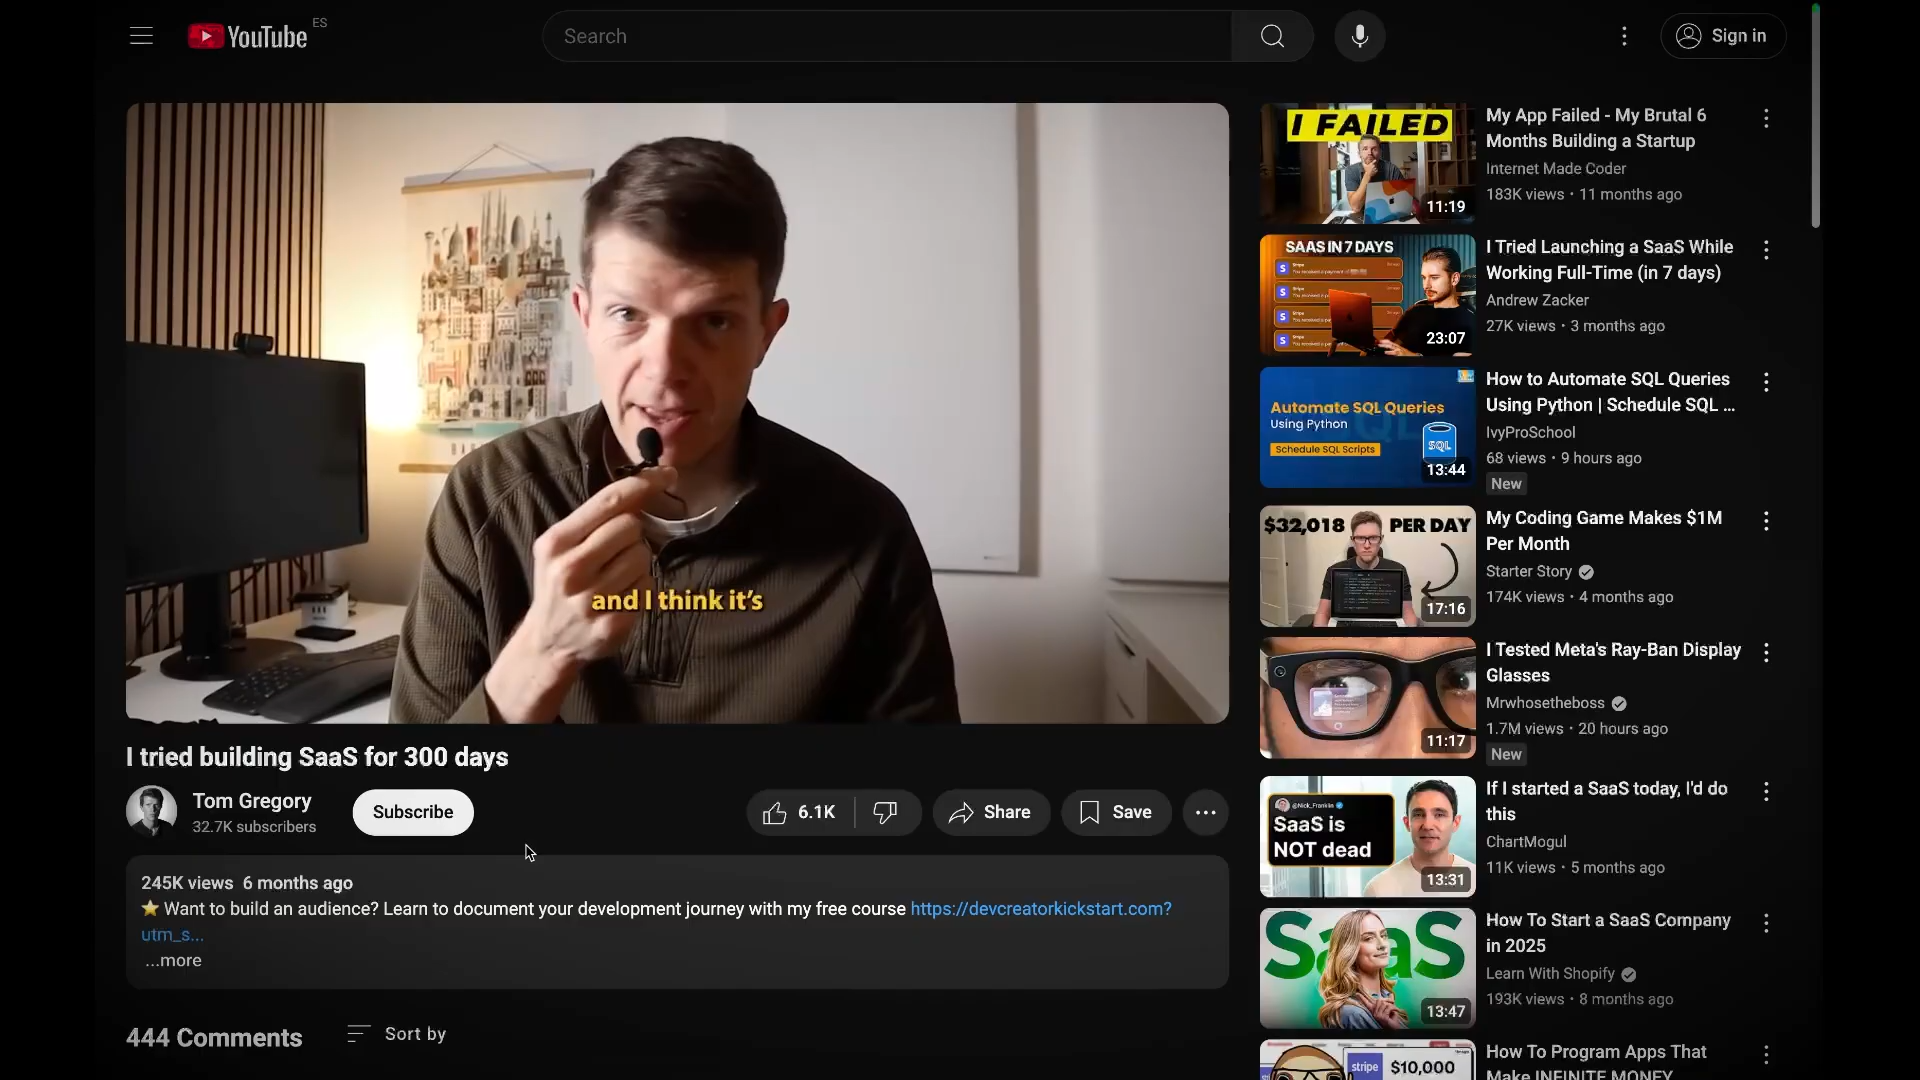 YouTube ES
Search
Sign in
and I think it's
I tried building SaaS for 300 days
Tom Gregory
32.7K subscribers
Subscribe
6.1K
Share
Save
245K views 6 months ago
⭐ Want to build an audience? Learn to document your development journey with my free course https://devcreatorkickstart.com?
utm_s...
...more
444 Comments
Sort by
I FAILED
11:19
My App Failed - My Brutal 6
Months Building a Startup
Internet Made Coder
183K views • 11 months ago
SAAS IN 7 DAYS
23:07
I Tried Launching a SaaS While
Working Full-Time (in 7 days)
Andrew Zacker
27K views • 3 months ago
Automate SQL Queries
Using Python
Schedule SQL Scripts
SQL
13:44
How to Automate SQL Queries
Using Python | Schedule SQL ...
IvyProSchool
68 views • 9 hours ago
New
$32,018 PER DAY
17:16
My Coding Game Makes $1M
Per Month
Starter Story
174K views • 4 months ago
11:17
I Tested Meta's Ray-Ban Display
Glasses
Mrwhosetheboss
1.7M views • 20 hours ago
New
@Nick_Franklin
SaaS is
NOT dead
13:31
If I started a SaaS today, I'd do
this
ChartMogul
11K views • 5 months ago
SaaS
13:47
How To Start a SaaS Company
in 2025
Learn With Shopify
193K views • 8 months ago
stripe $10,000
How To Program Apps That
Make INFINITE MONEY